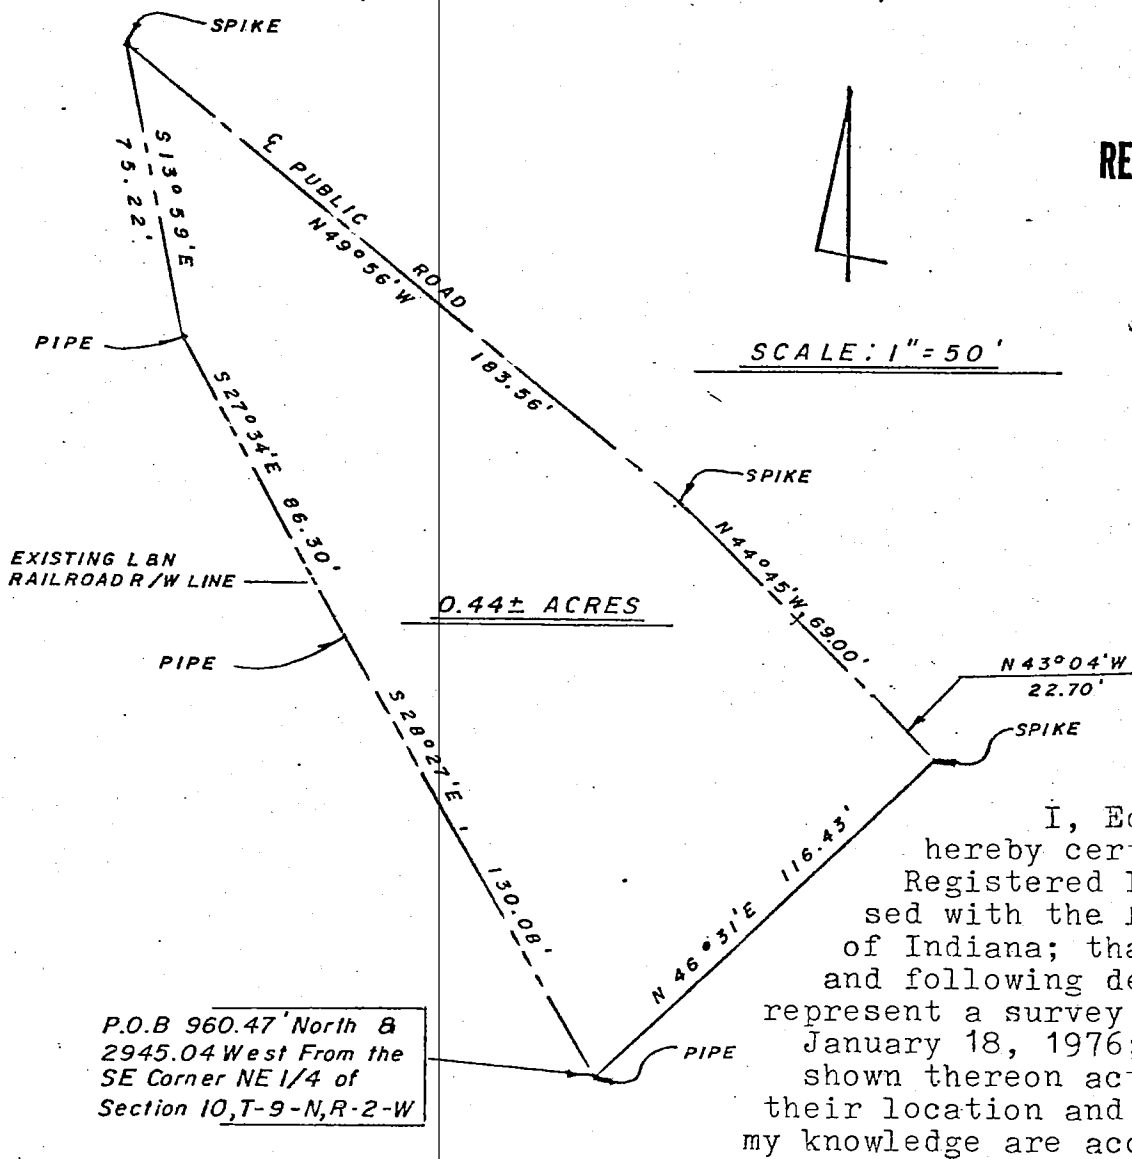 SPIKE
S 13°59'E
75.22'
℄ PUBLIC ROAD
N49°56'W
183.56'
RE
PIPE
SCALE: 1"=50'
S27°34'E 86.30'
SPIKE
N44°45'W, 69.00'
EXISTING L&N
RAILROAD R/W LINE
0.44± ACRES
PIPE
N43°04'W
22.70'
SPIKE
S28°27'E 130.08'
N 46°31'E 116.43'
I, Ed
hereby cer
Registered
sed with the
of Indiana; tha
and following de
represent a survey
January 18, 1976;
shown thereon ac
their location and
my knowledge are acc
P.O.B 960.47' North &
2945.04 West From the
SE Corner NE 1/4 of
Section 10,T-9-N,R-2-W
PIPE